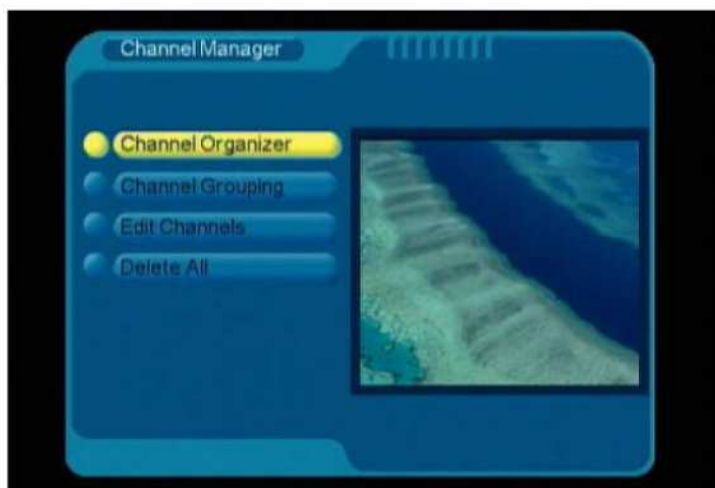 Channel Manager
Channel Organizer
Channel Grouping
Edit Channels
Delete All